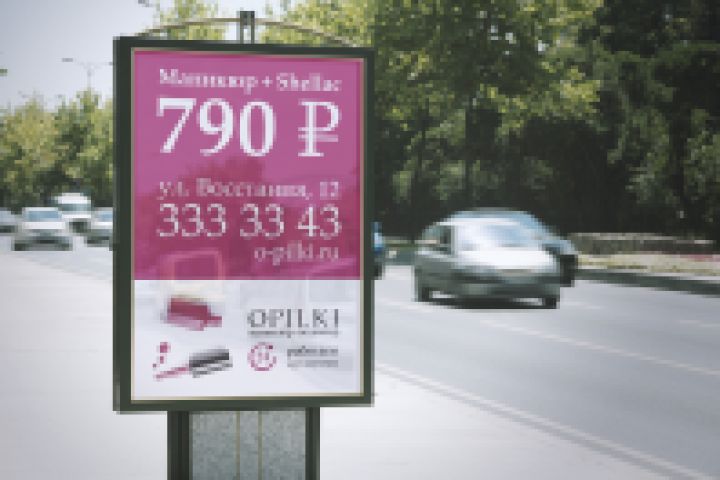 Маникюр + Shellac
790 ₽
ул. Восстания, 12
333 33 43
o-pilki.ru
OPILKI